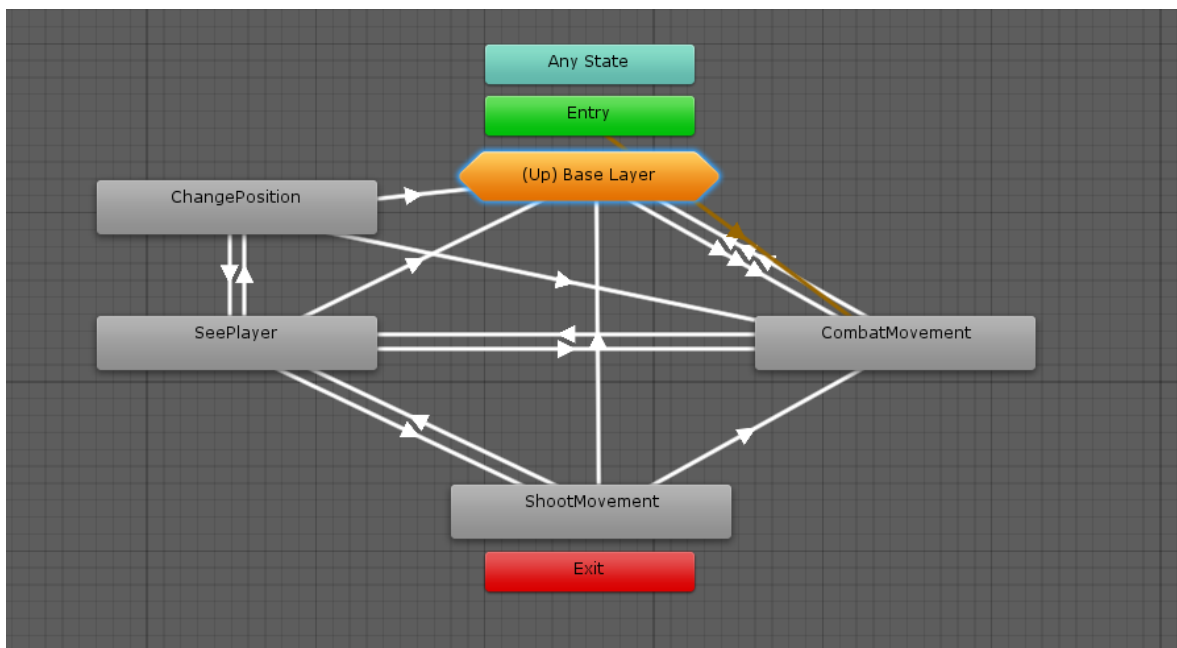 Any State
Entry
(Up) Base Layer
ChangePosition
SeePlayer
CombatMovement
ShootMovement
Exit